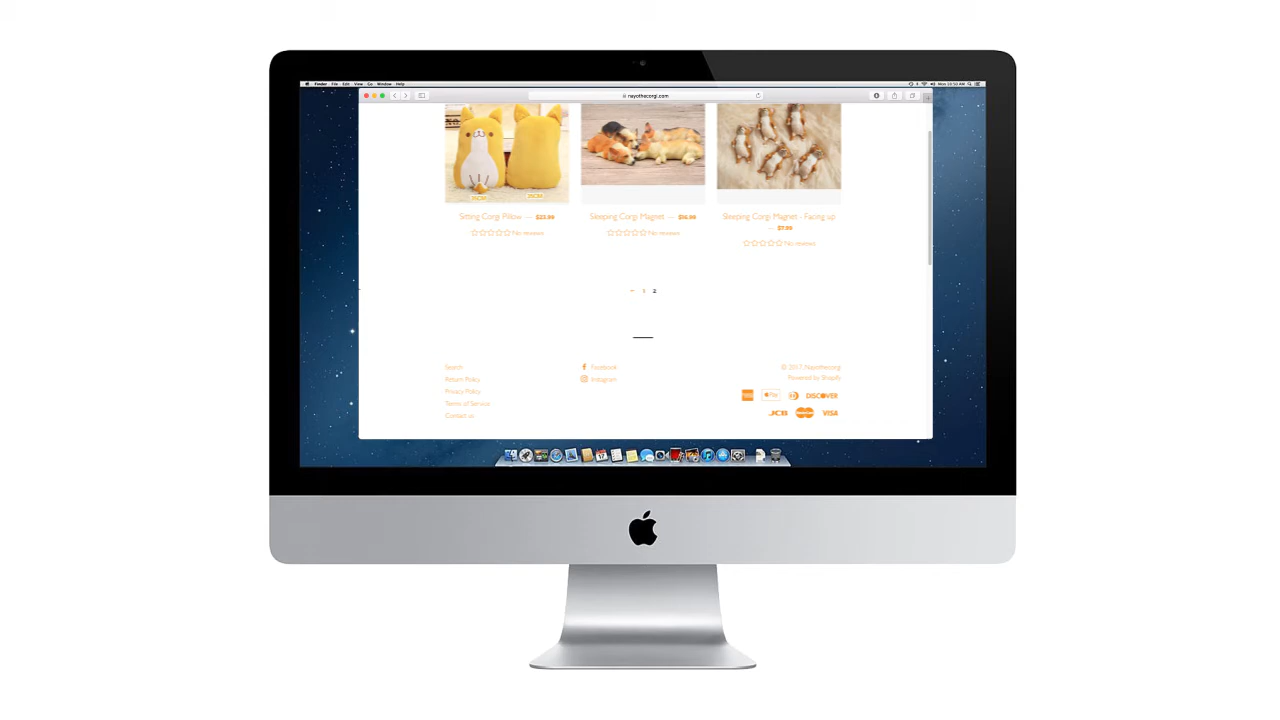 Finder File Edit View Go Window Help
nayothecorgi.com
Sitting Corgi Pillow — $23.99
No reviews
Sleeping Corgi Magnet — $16.99
No reviews
Sleeping Corgi Magnet - Facing up
— $7.99
No reviews
← 1 2
Search
Return Policy
Privacy Policy
Terms of Service
Contact us
Facebook
Instagram
© 2017, Nayothecorgi
Powered by Shopify
Pay
DISCOVER
JCB
VISA